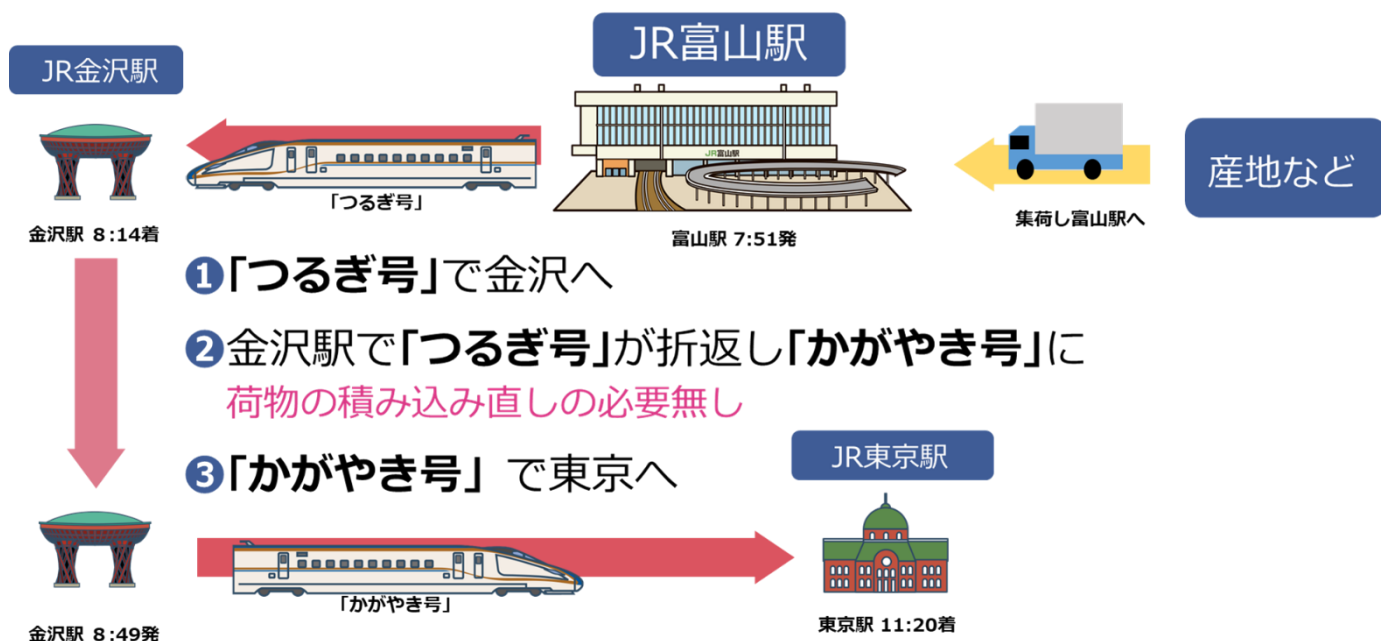 JR富山駅
JR金沢駅
JR富山駅
産地など
「つるぎ号」
集荷し富山駅へ
金沢駅 8:14着
富山駅 7:51発
❶「つるぎ号」で金沢へ
❷金沢駅で「つるぎ号」が折返し「かがやき号」に
荷物の積み込み直しの必要無し
❸「かがやき号」で東京へ
JR東京駅
「かがやき号」
金沢駅 8:49発
東京駅 11:20着